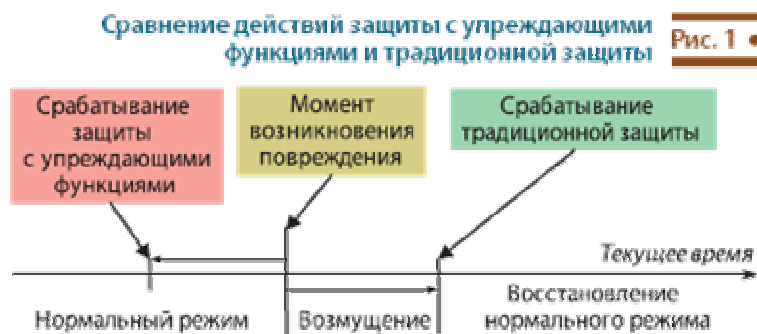 Сравнение действий защиты с упреждающими
функциями и традиционной защиты
Рис. 1
Срабатывание
защиты
с упреждающими
функциями
Момент
возникновения
повреждения
Срабатывание
традиционной защиты
Текущее время
Нормальный режим
Возмущение
Восстановление
нормального режима